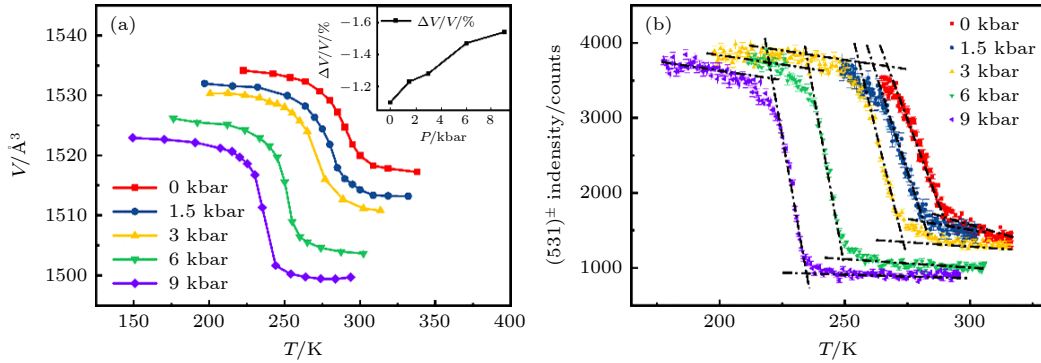 (a)
1540
1530
1520
1510
1500
V/Å³
150 200 250 300 350 400
T/K
0 kbar
1.5 kbar
3 kbar
6 kbar
9 kbar
ΔV/V/%
-1.6
-1.4
-1.2
ΔV/V/%
0 2 4 6 8
P/kbar
(b)
4000
3000
2000
1000
(531)± indensity/counts
200 250 300
T/K
0 kbar
1.5 kbar
3 kbar
6 kbar
9 kbar